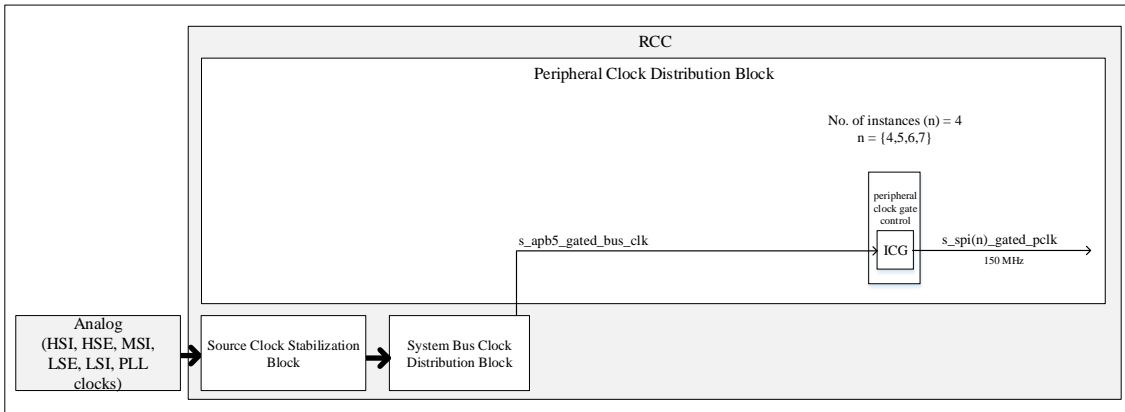 RCC
Peripheral Clock Distribution Block
No. of instances (n) = 4
n = {4,5,6,7}
peripheral
clock gate
control
s_apb5_gated_bus_clk
ICG
s_spi(n)_gated_pclk
150 MHz
Analog
(HSI, HSE, MSI,
LSE, LSI, PLL
clocks)
Source Clock Stabilization
Block
System Bus Clock
Distribution Block